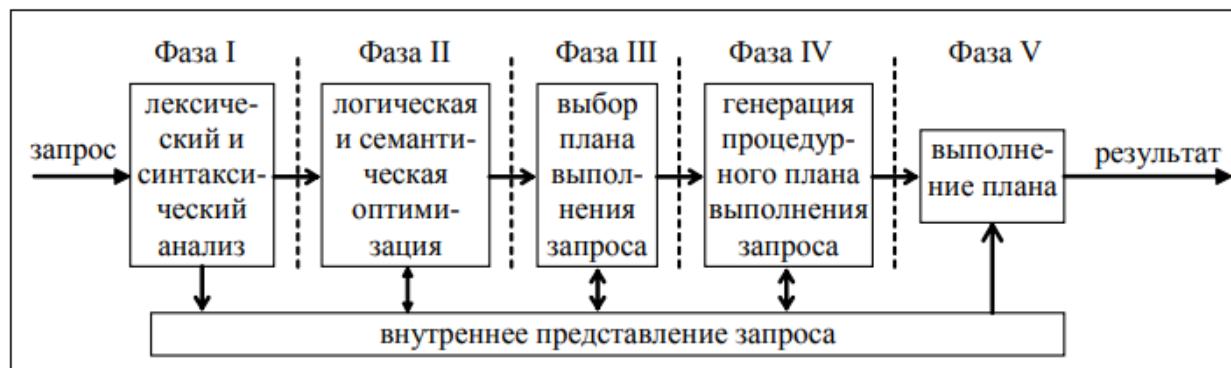 Фаза I
Фаза II
Фаза III
Фаза IV
Фаза V
запрос
лексиче-
ский и
синтакси-
ческий
анализ
логическая
и семанти-
ческая
оптими-
зация
выбор
плана
выпол-
нения
запроса
генерация
процедур-
ного плана
выполнения
запроса
выполне-
ние плана
результат
внутреннее представление запроса